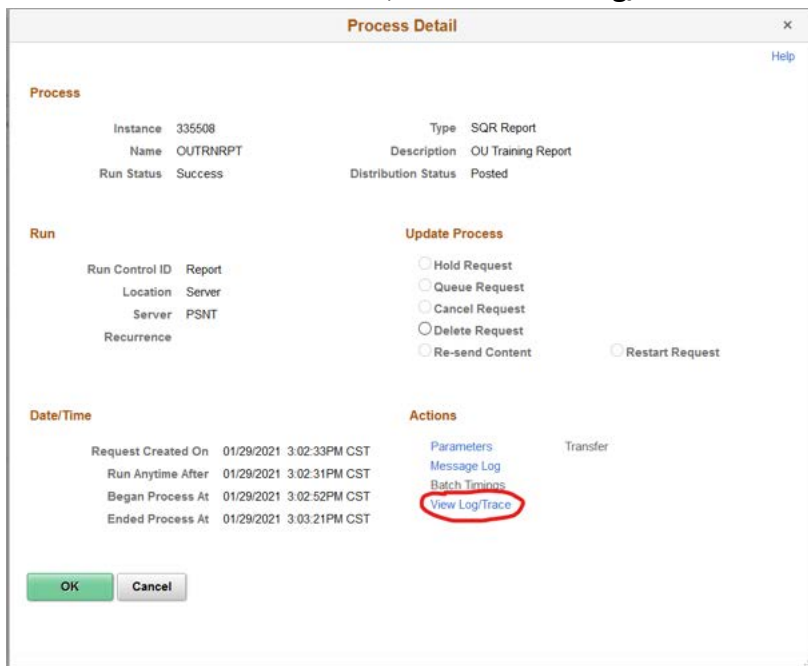 Process Detail ×
Help
Process
Instance 335508 Type SQR Report
Name OUTRNRPT Description OU Training Report
Run Status Success Distribution Status Posted
Run Update Process
Hold Request
Run Control ID Report Queue Request
Location Server Cancel Request
Server PSNT Delete Request
Recurrence Re-send Content Restart Request
Date/Time Actions
Request Created On 01/29/2021 3:02:33PM CST Parameters Transfer
Run Anytime After 01/29/2021 3:02:31PM CST Message Log
Began Process At 01/29/2021 3:02:52PM CST Batch Timings
Ended Process At 01/29/2021 3:03:21PM CST View Log/Trace
OK Cancel